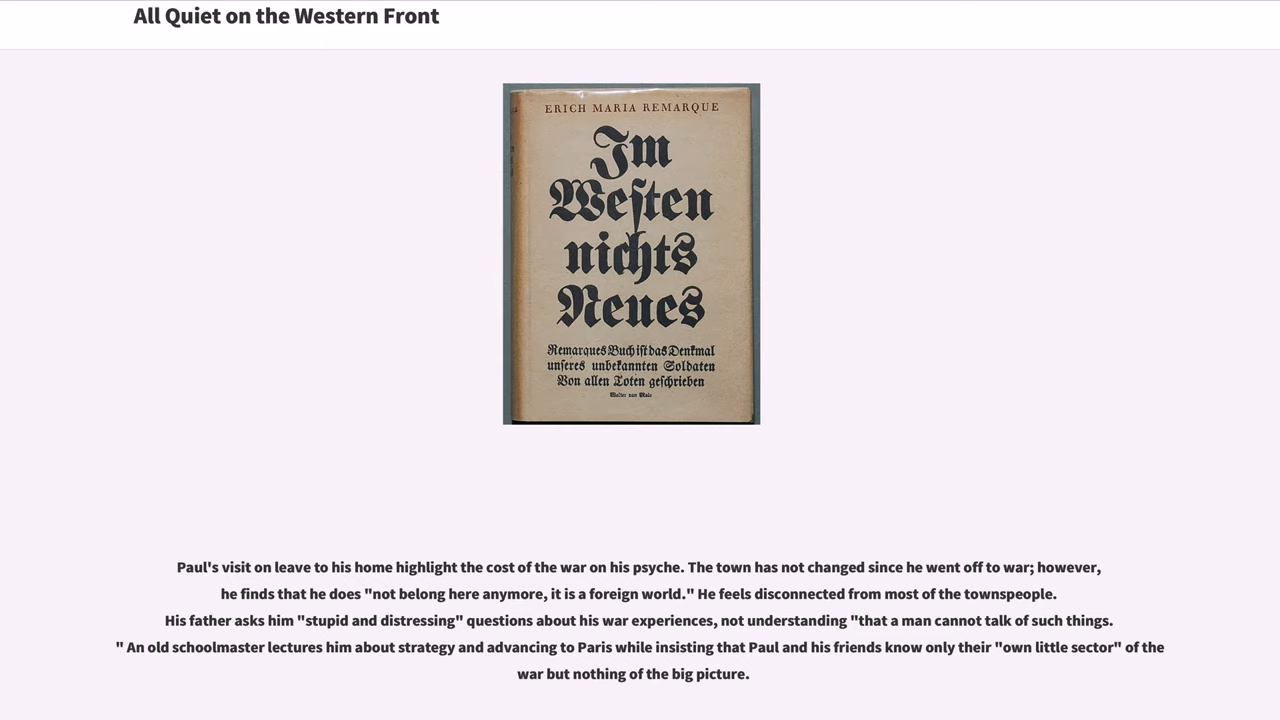 All Quiet on the Western Front
ERICH MARIA REMARQUE
Im
Weſten
nichts
Neues
Remarques Buch iſt das Denkmal
unſeres unbekannten Soldaten
Von allen Toten geſchrieben
Walter von Molo
Paul's visit on leave to his home highlight the cost of the war on his psyche. The town has not changed since he went off to war; however,
he finds that he does "not belong here anymore, it is a foreign world." He feels disconnected from most of the townspeople.
His father asks him "stupid and distressing" questions about his war experiences, not understanding "that a man cannot talk of such things.
" An old schoolmaster lectures him about strategy and advancing to Paris while insisting that Paul and his friends know only their "own little sector" of the
war but nothing of the big picture.